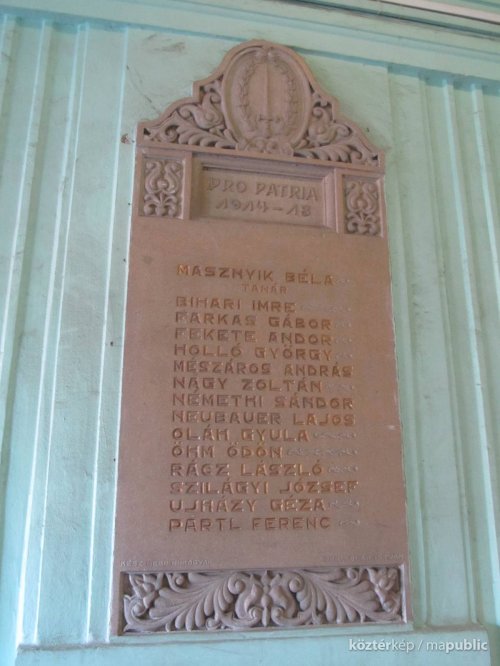 PRO PATRIA
1914-18
MASZNYIK BÉLA
TANÁR
BIHARI IMRE
FARKAS GÁBOR
FEKETE ANDOR
HOLLÓ GYÖRGY
MÉSZÁROS ANDRÁS
NAGY ZOLTÁN
NÉMETHI SÁNDOR
NEUBAUER LAJOS
OLÁH GYULA
ŐHM ÖDÖN
RÁCZ LÁSZLÓ
SZILÁGYI JÓZSEF
UJHÁZY GÉZA
PÁRTL FERENC
köztérkép / mapublic